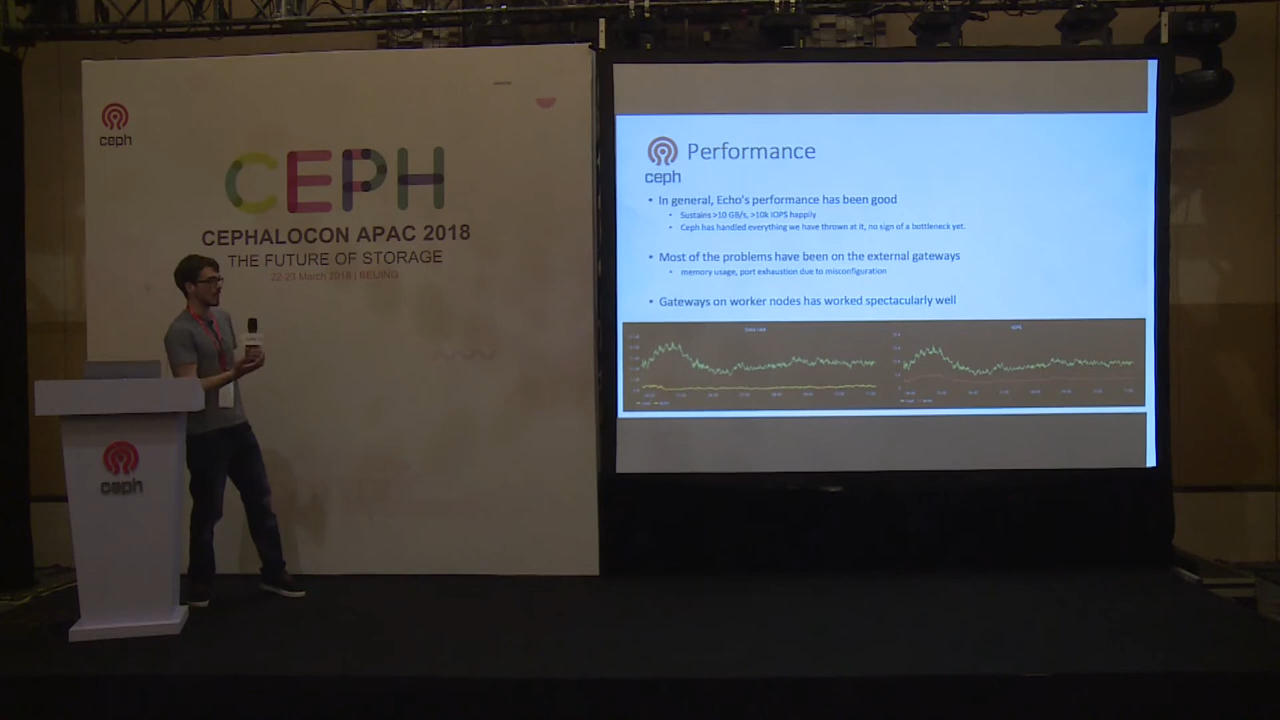 ceph
CEPH
CEPHALOCON APAC 2018
THE FUTURE OF STORAGE
22-23 March 2018 | BEIJING
ceph
ceph
Performance
• In general, Echo's performance has been good
• Sustains >10 GB/s, >10k IOPS happily
• Ceph has handled everything we have thrown at it, no sign of a bottleneck yet.
• Most of the problems have been on the external gateways
• memory usage, port exhaustion due to misconfiguration
• Gateways on worker nodes has worked spectacularly well
IOPS